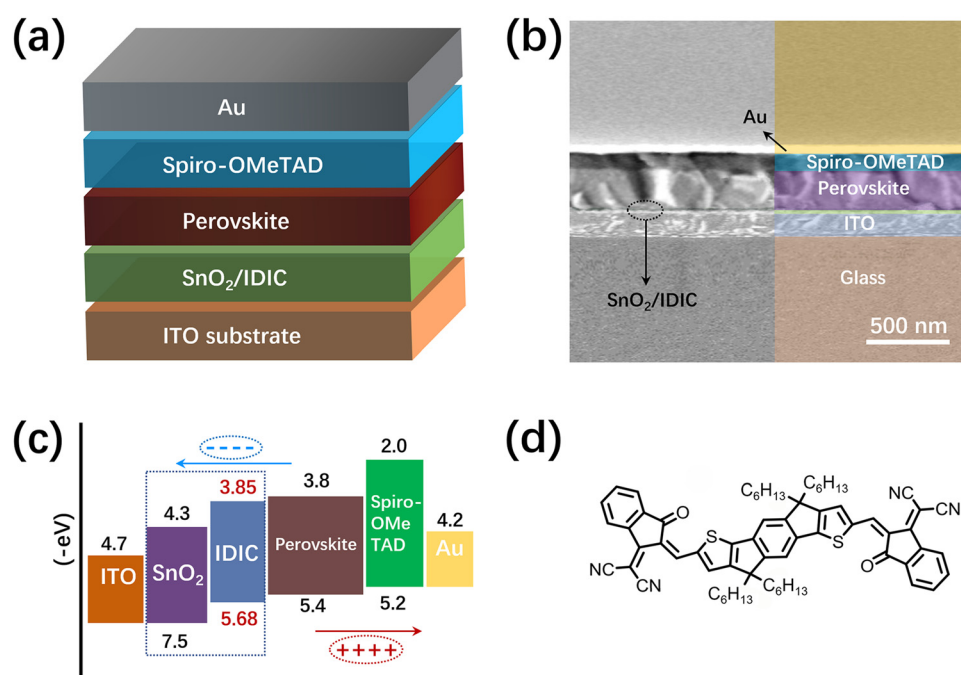 (a)
Au
Spiro-OMeTAD
Perovskite
SnO₂/IDIC
ITO substrate
(b)
Au
Spiro-OMeTAD
Perovskite
ITO
SnO₂/IDIC
Glass
500 nm
(c)
(-eV)
- - - -
4.7
ITO
4.3
SnO₂
7.5
3.85
IDIC
5.68
3.8
Perovskite
5.4
2.0
Spiro-
OMe
TAD
5.2
4.2
Au
++++
(d)
C₆H₁₃
C₆H₁₃
NC
CN
O
S
NC
CN
S
O
C₆H₁₃
C₆H₁₃